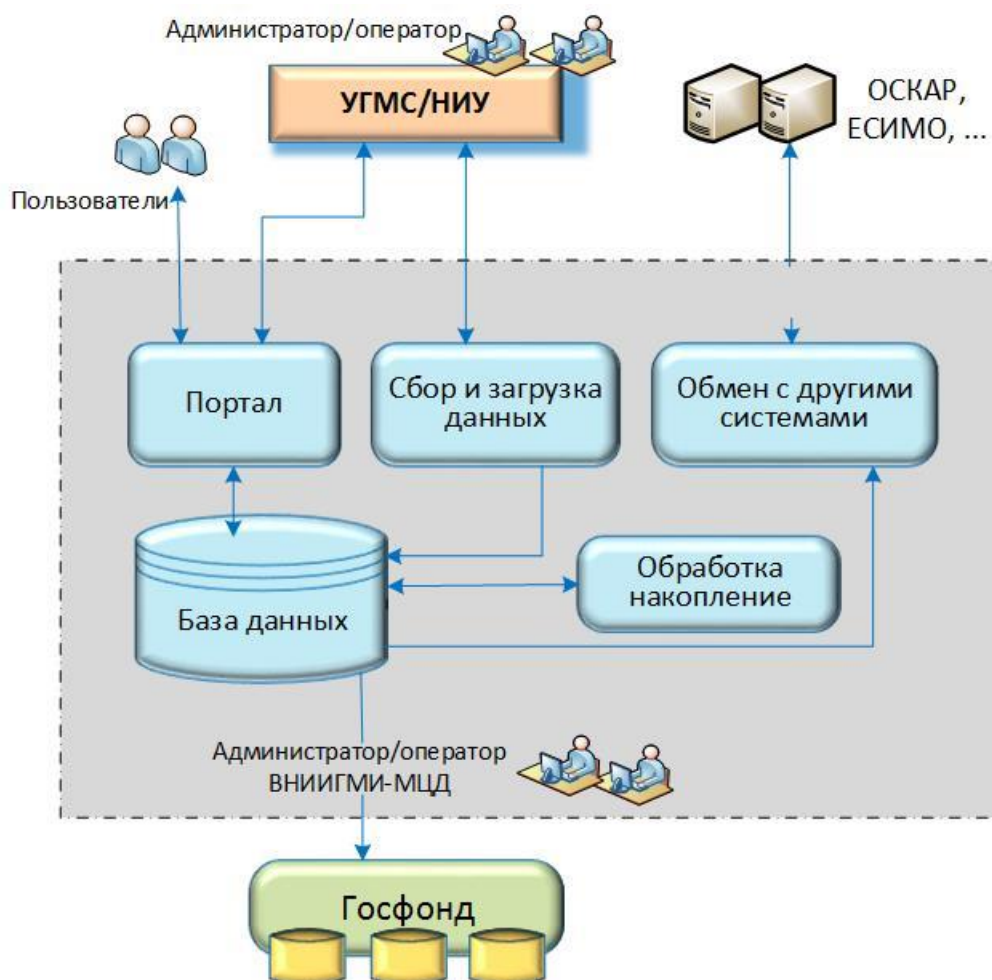 Администратор/оператор
УГМС/НИУ
ОСКАР,
ЕСИМО, ...
Пользователи
Портал
Сбор и загрузка
данных
Обмен с другими
системами
Обработка
накопление
База данных
Администратор/оператор
ВНИИГМИ-МЦД
Госфонд